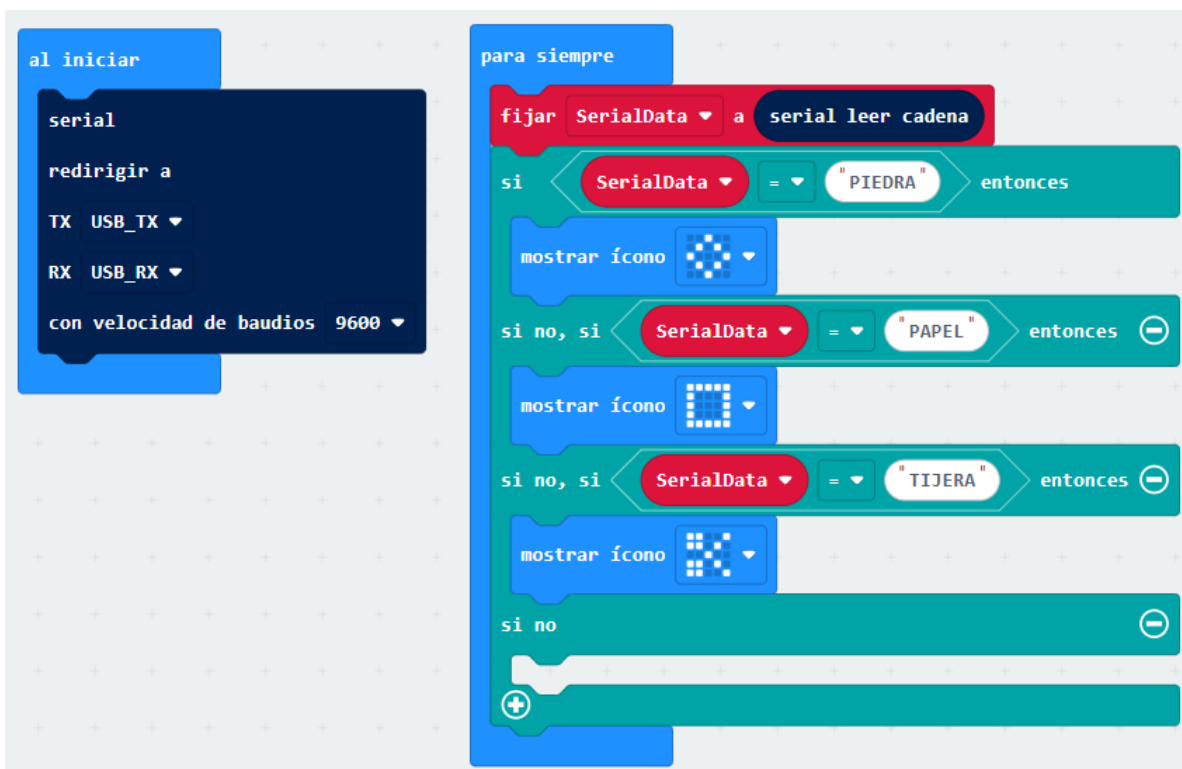 al iniciar
serial
redirigir a
TX USB_TX
RX USB_RX
con velocidad de baudios 9600
para siempre
fijar SerialData a serial leer cadena
si SerialData = "PIEDRA" entonces
mostrar ícono
si no, si SerialData = "PAPEL" entonces
mostrar ícono
si no, si SerialData = "TIJERA" entonces
mostrar ícono
si no